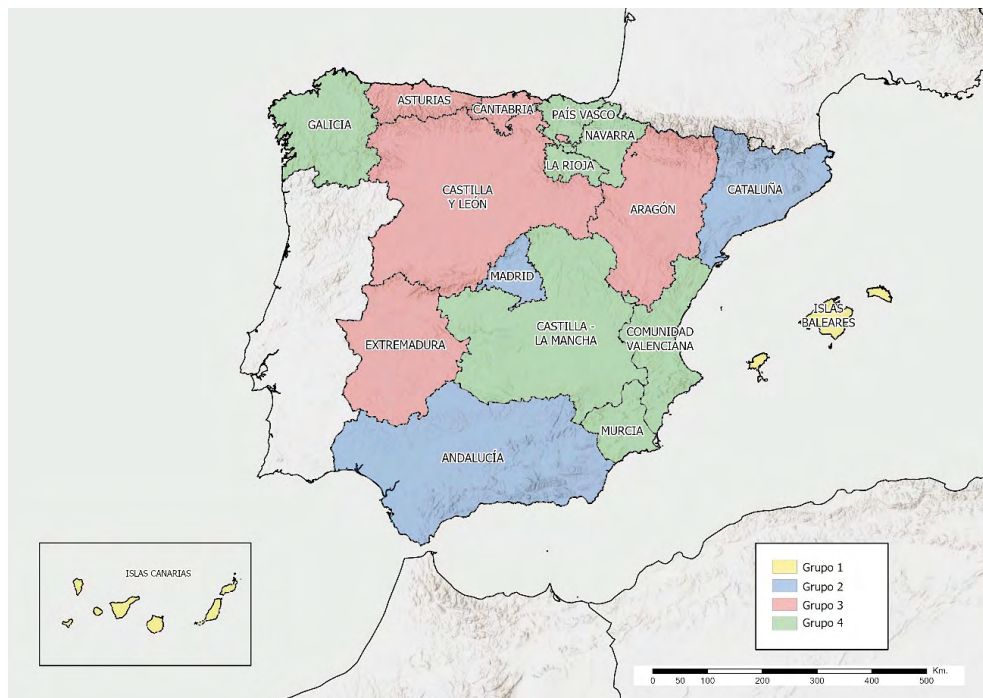 ASTURIAS
CANTABRIA
PAÍS VASCO
GALICIA
NAVARRA
LA RIOJA
CASTILLA
Y LEÓN
ARAGÓN
CATALUÑA
MADRID
ISLAS
BALEARES
CASTILLA -
LA MANCHA
COMUNIDAD
VALENCIANA
EXTREMADURA
MURCIA
ANDALUCÍA
ISLAS CANARIAS
Grupo 1
Grupo 2
Grupo 3
Grupo 4
Km.
0 50 100 200 300 400 500